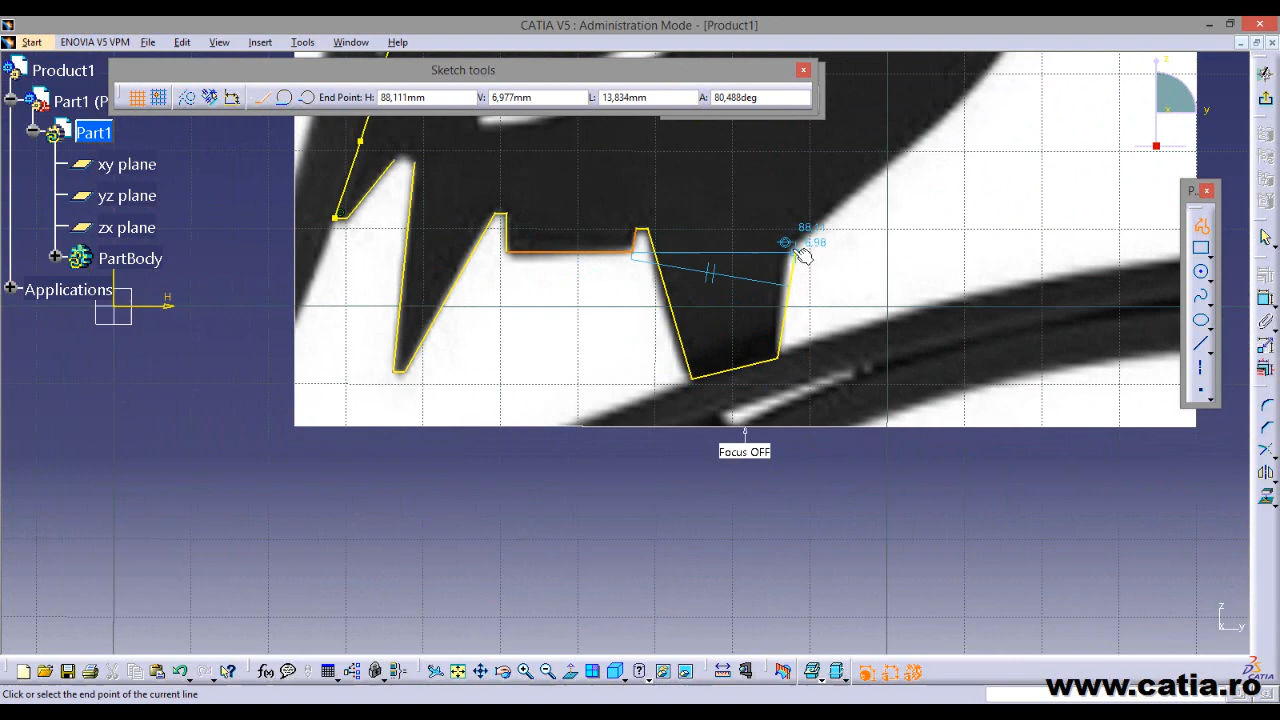 CATIA V5 : Administration Mode - [Product1]
Start ENOVIA V5 VPM File Edit View Insert Tools Window Help
Product1
Sketch tools
End Point: H: 88,111mm V: 6,977mm L: 13,834mm A: 80,488deg
Part1 (P
Part1
xy plane
yz plane
zx plane
PartBody
Applications
H
z
x
y
P...
Focus OFF
z
x y
Click or select the end point of the current line
www.catia.ro